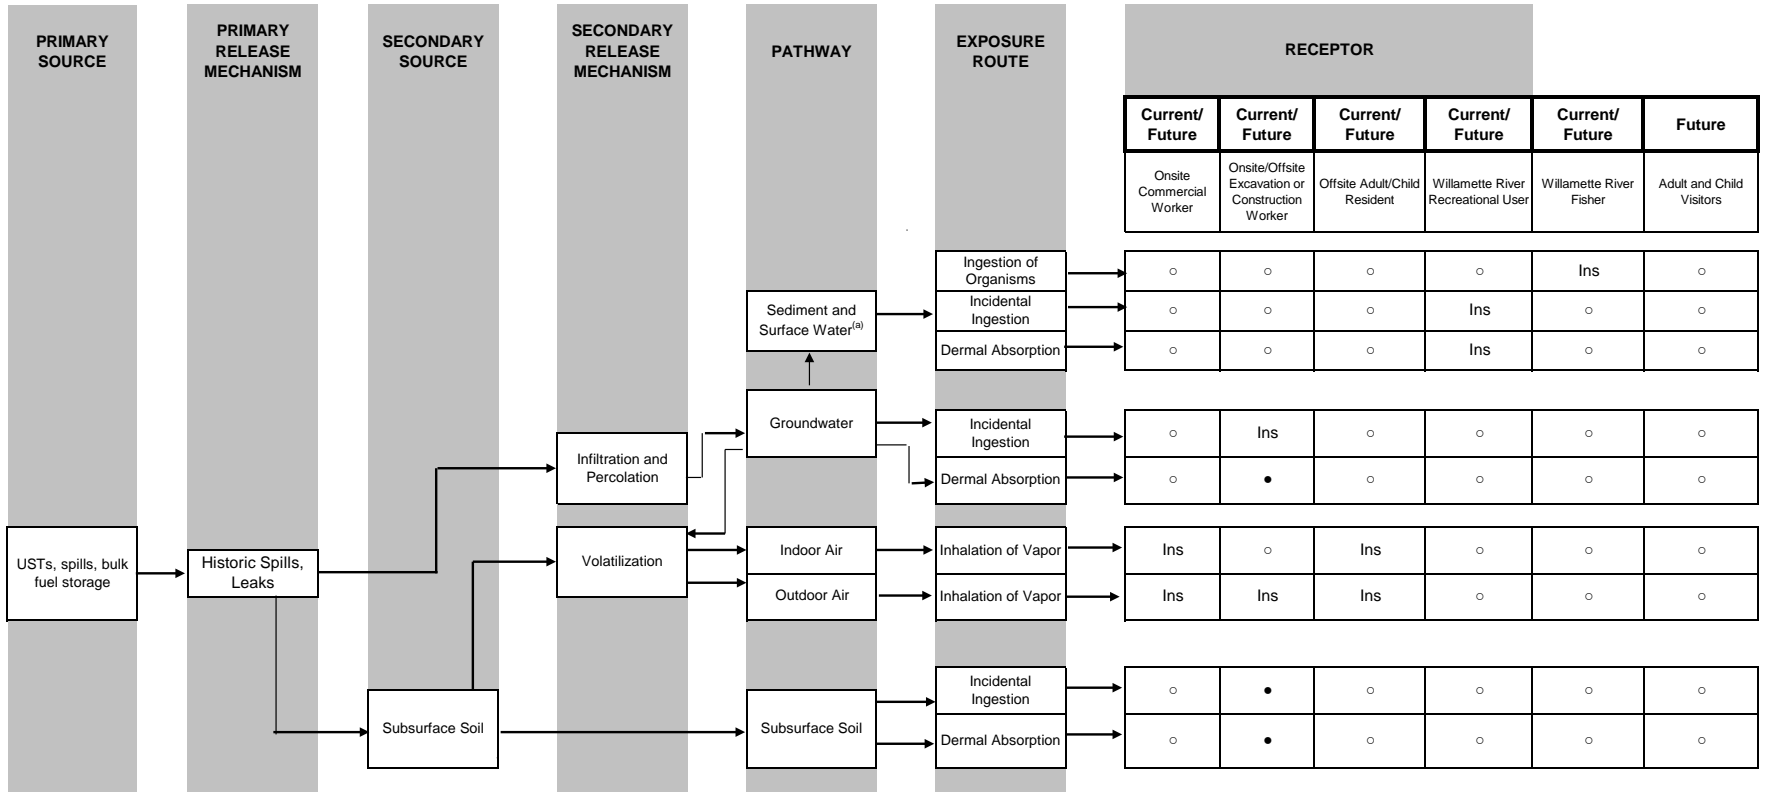 PRIMARY
SOURCE
PRIMARY
RELEASE
MECHANISM
SECONDARY
SOURCE
SECONDARY
RELEASE
MECHANISM
PATHWAY
EXPOSURE
ROUTE
RECEPTOR
Current/
Future
Current/
Future
Current/
Future
Current/
Future
Current/
Future
Future
Onsite
Commercial
Worker
Onsite/Offsite
Excavation or
Construction
Worker
Offsite Adult/Child
Resident
Willamette River
Recreational User
Willamette River
Fisher
Adult and Child
Visitors
Ingestion of
Organisms
○ ○ ○ ○ Ins ○
Sediment and
Surface Water(a)
Incidental
Ingestion
○ ○ ○ Ins ○ ○
Dermal Absorption
○ ○ ○ Ins ○ ○
Groundwater
Incidental
Ingestion
○ Ins ○ ○ ○ ○
Infiltration and
Percolation
Dermal Absorption
○ ● ○ ○ ○ ○
USTs, spills, bulk
fuel storage
Historic Spills,
Leaks
Volatilization
Indoor Air
Inhalation of Vapor
Ins ○ Ins ○ ○ ○
Outdoor Air
Inhalation of Vapor
Ins Ins Ins ○ ○ ○
Subsurface Soil
Subsurface Soil
Incidental
Ingestion
○ ● ○ ○ ○ ○
Dermal Absorption
○ ● ○ ○ ○ ○